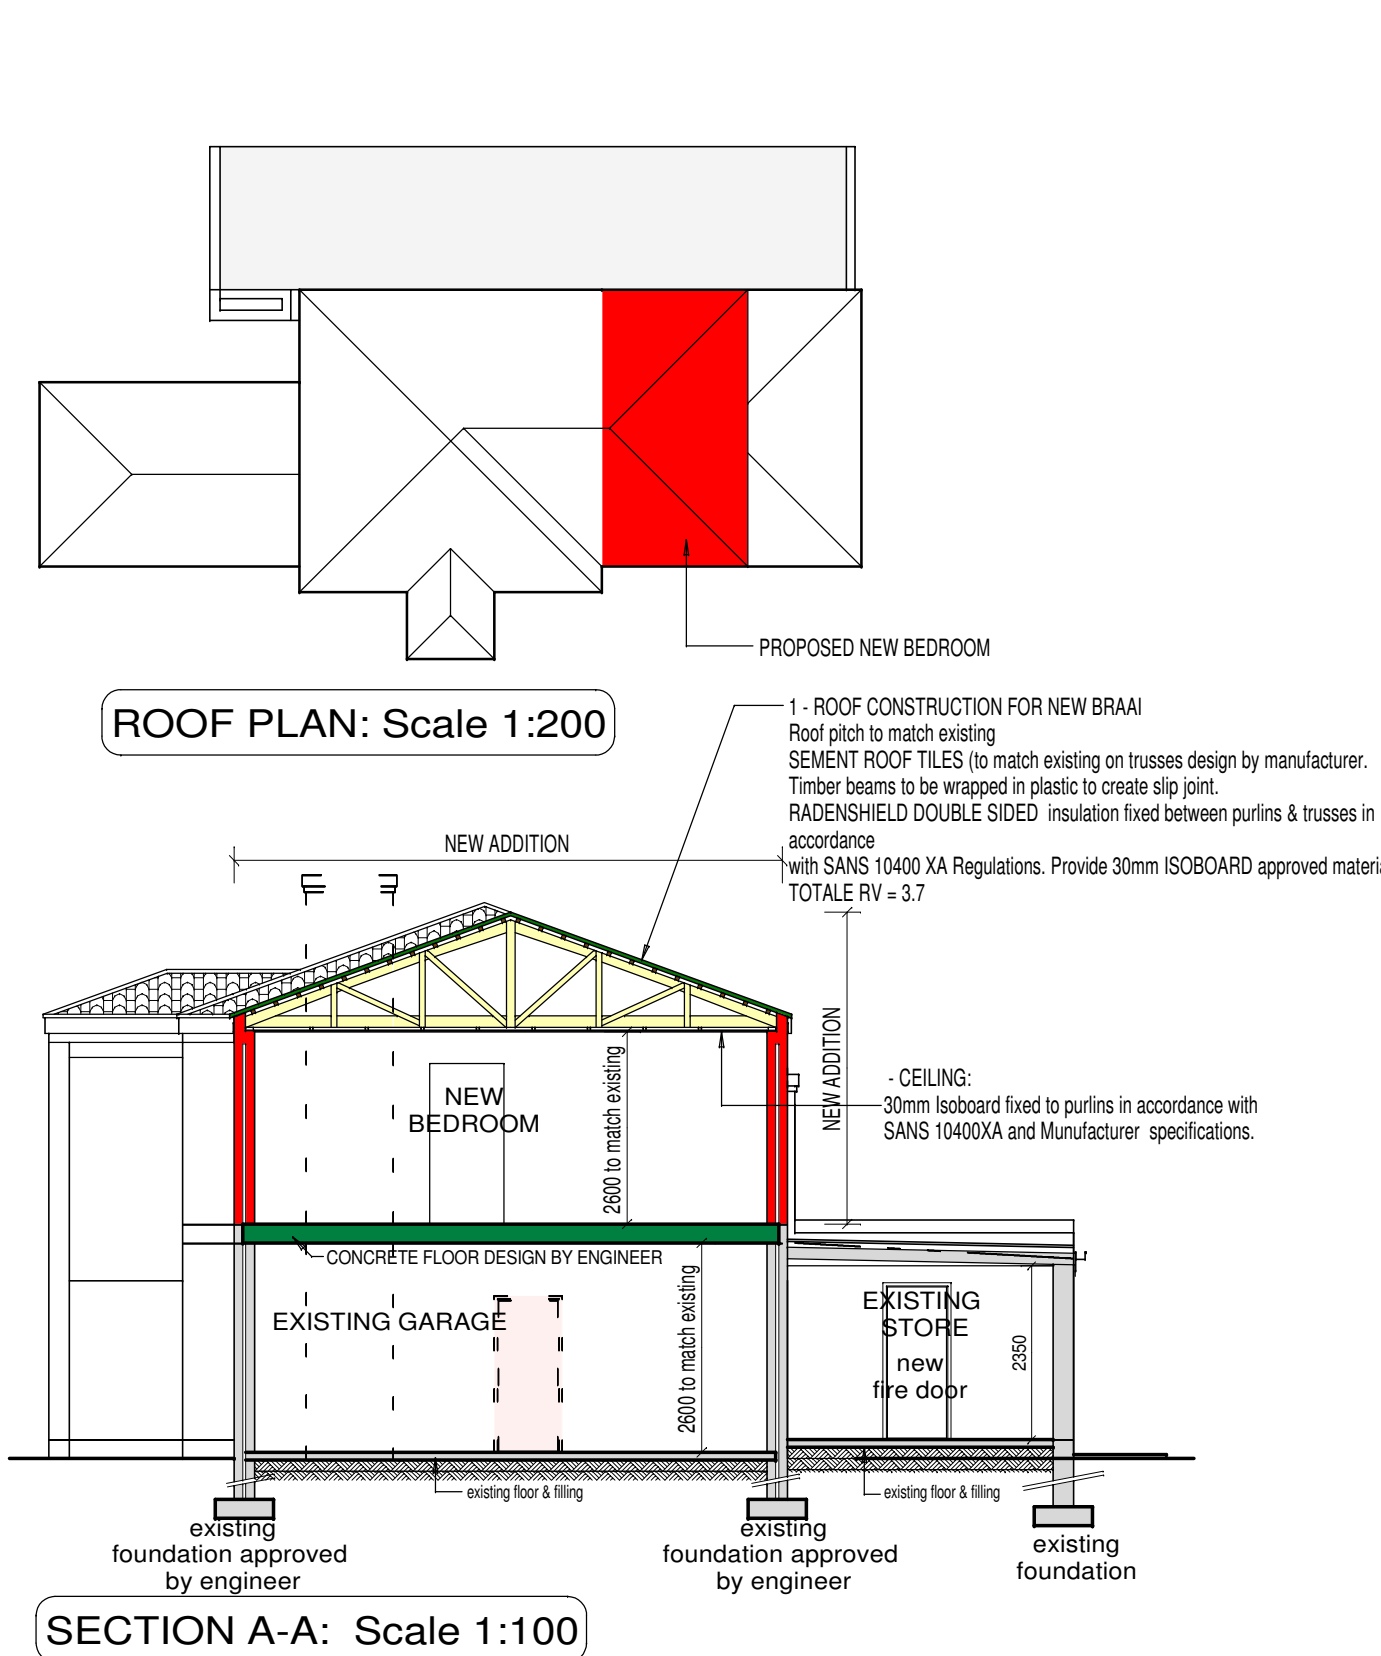 PROPOSED NEW BEDROOM
ROOF PLAN: Scale 1:200
1 - ROOF CONSTRUCTION FOR NEW BRAAI
Roof pitch to match existing
SEMENT ROOF TILES (to match existing on trusses design by manufacturer.
Timber beams to be wrapped in plastic to create slip joint.
RADENSHIELD DOUBLE SIDED insulation fixed between purlins & trusses in
accordance
with SANS 10400 XA Regulations. Provide 30mm ISOBOARD approved materi
TOTALE RV = 3.7
NEW ADDITION
NEW ADDITION
- CEILING:
30mm Isoboard fixed to purlins in accordance with
SANS 10400XA and Munufacturer specifications.
NEW
BEDROOM
2600 to match existing
CONCRETE FLOOR DESIGN BY ENGINEER
EXISTING GARAGE
2600 to match existing
EXISTING
STORE
new
fire door
2350
existing floor & filling
existing floor & filling
existing
foundation approved
by engineer
existing
foundation approved
by engineer
existing
foundation
SECTION A-A: Scale 1:100